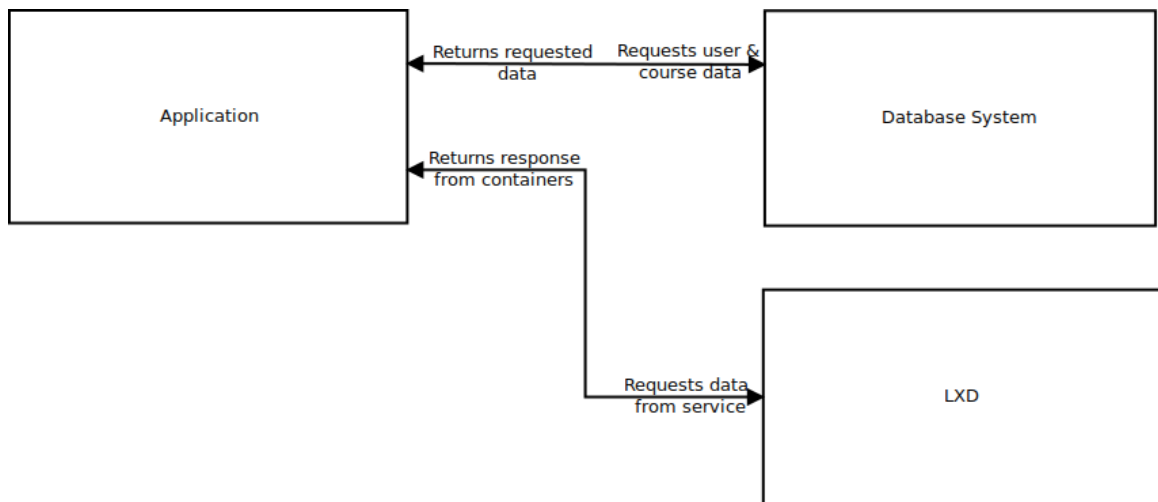 Returns requested
data
Requests user &
course data
Application
Database System
Returns response
from containers
Requests data
from service
LXD